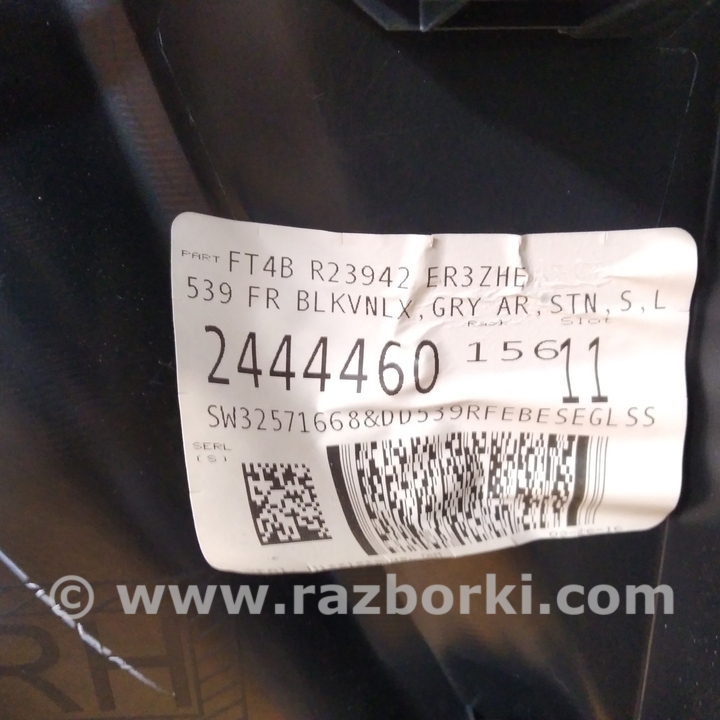 PART FT4B R23942 ER3ZHE
539 FR BLKVNLX,GRY AR,STN,S,L
Rack Slot
2444460 156 11
SW32571668&DD539RFEBESEGLSS
SERL
(S)
© www.razborki.com
RH